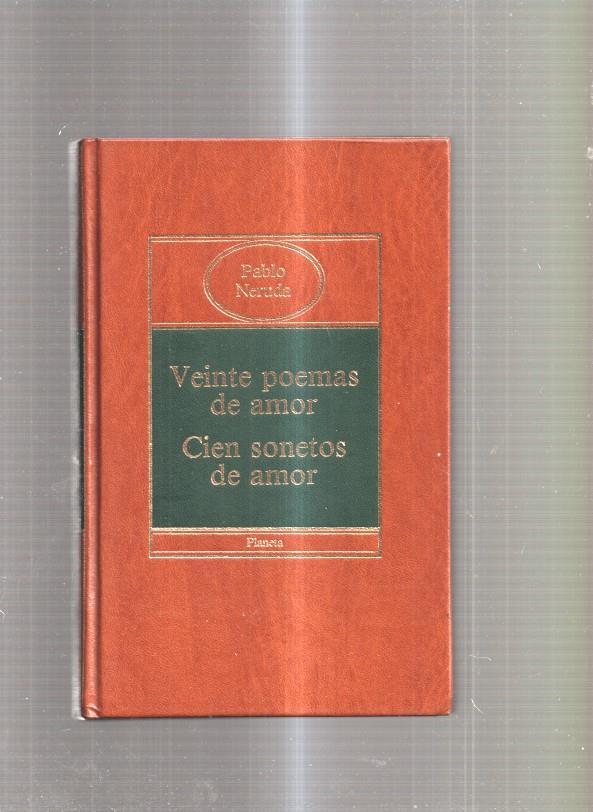 Pablo
Neruda
Veinte poemas
de amor
Cien sonetos
de amor
Planeta